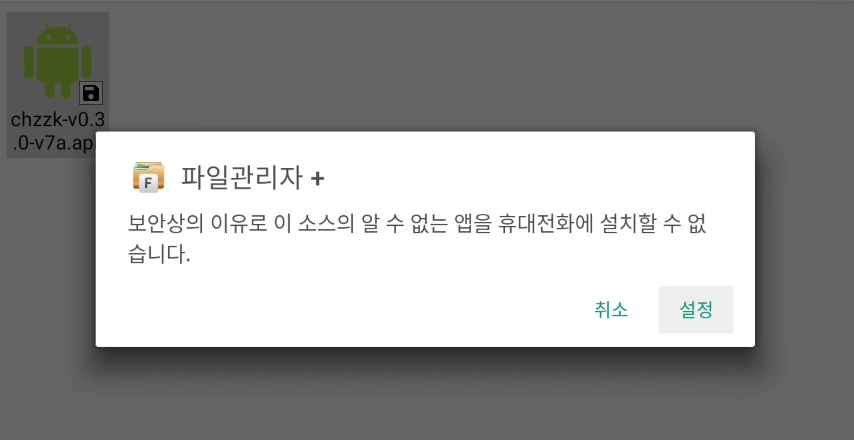 chzzk-v0.3
.0-v7a.ap
파일관리자 +
보안상의 이유로 이 소스의 알 수 없는 앱을 휴대전화에 설치할 수 없
습니다.
취소
설정